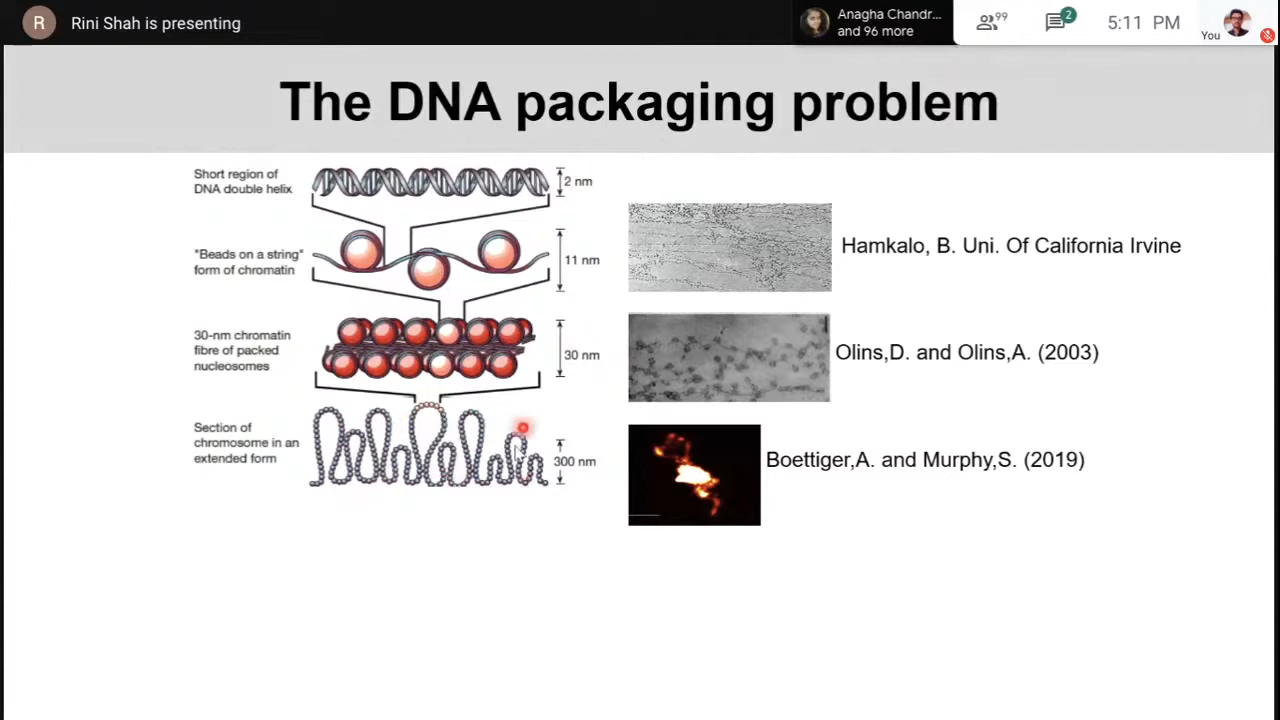 R
Rini Shah is presenting
Anagha Chandr...
and 96 more
99
2
5:11 PM
You
The DNA packaging problem
Short region of
DNA double helix
2 nm
"Beads on a string"
form of chromatin
11 nm
30-nm chromatin
fibre of packed
nucleosomes
30 nm
Section of
chromosome in an
extended form
300 nm
Hamkalo, B. Uni. Of California Irvine
Olins,D. and Olins,A. (2003)
Boettiger,A. and Murphy,S. (2019)